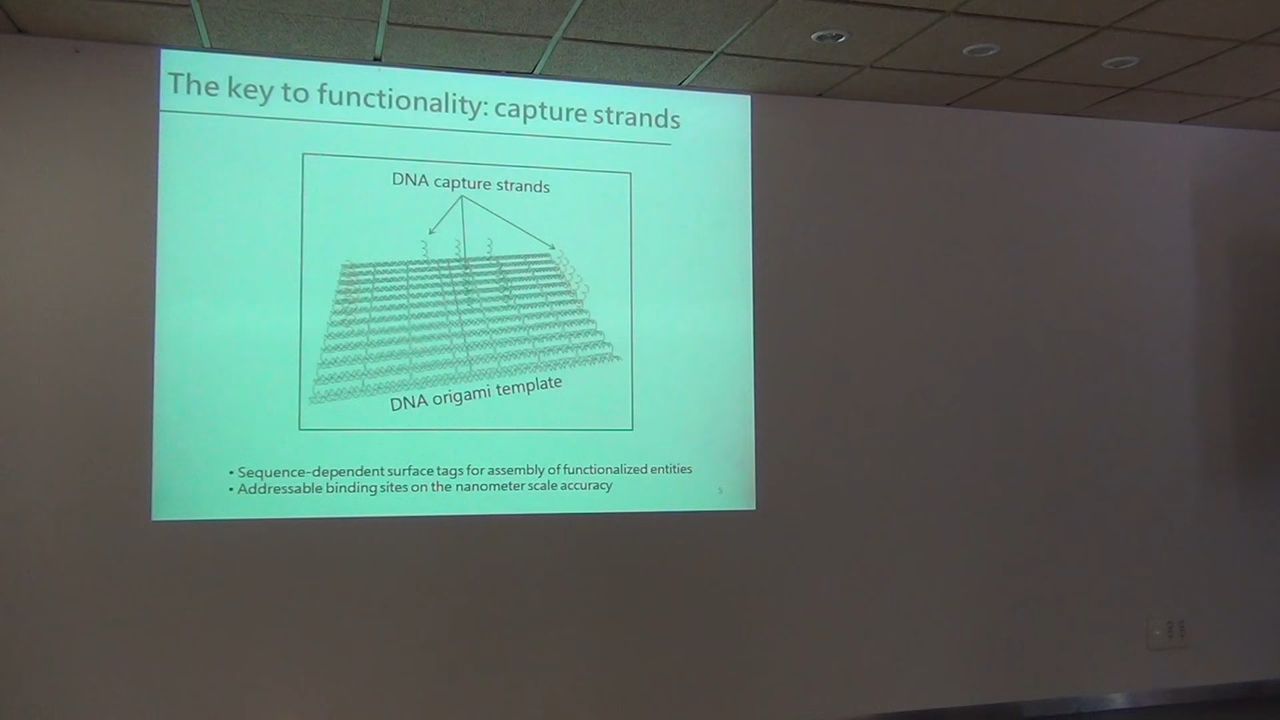 The key to functionality: capture strands
DNA capture strands
DNA origami template
• Sequence-dependent surface tags for assembly of functionalized entities
• Addressable binding sites on the nanometer scale accuracy
5